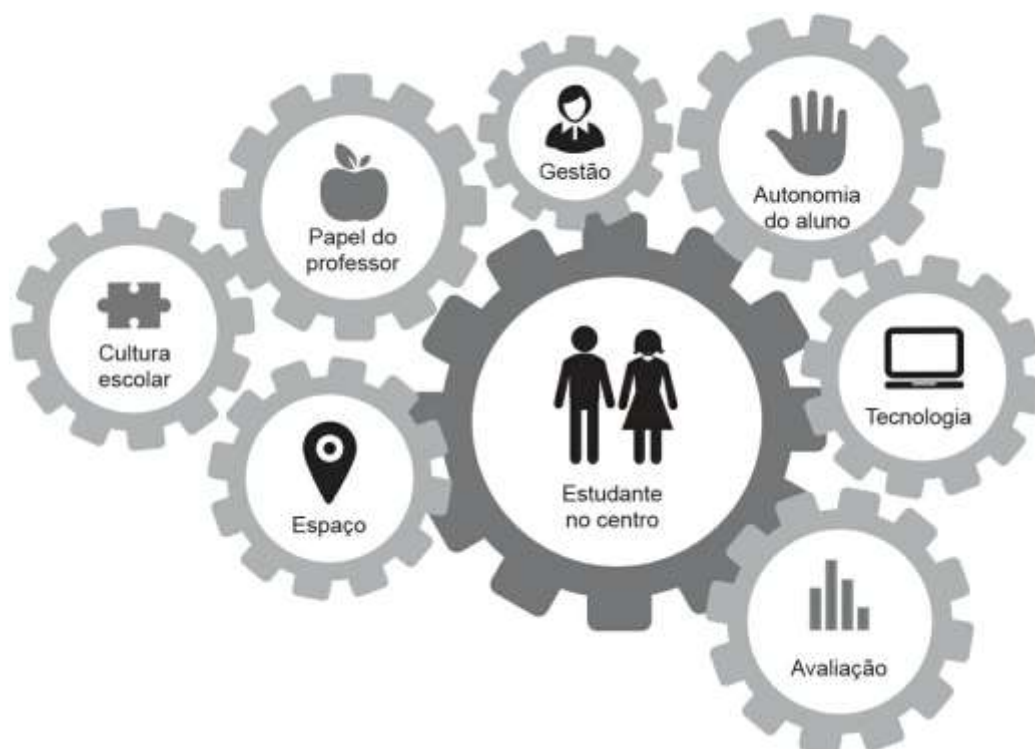 Gestão
Autonomia
do aluno
Papel do
professor
Cultura
escolar
Tecnologia
Espaço
Estudante
no centro
Avaliação